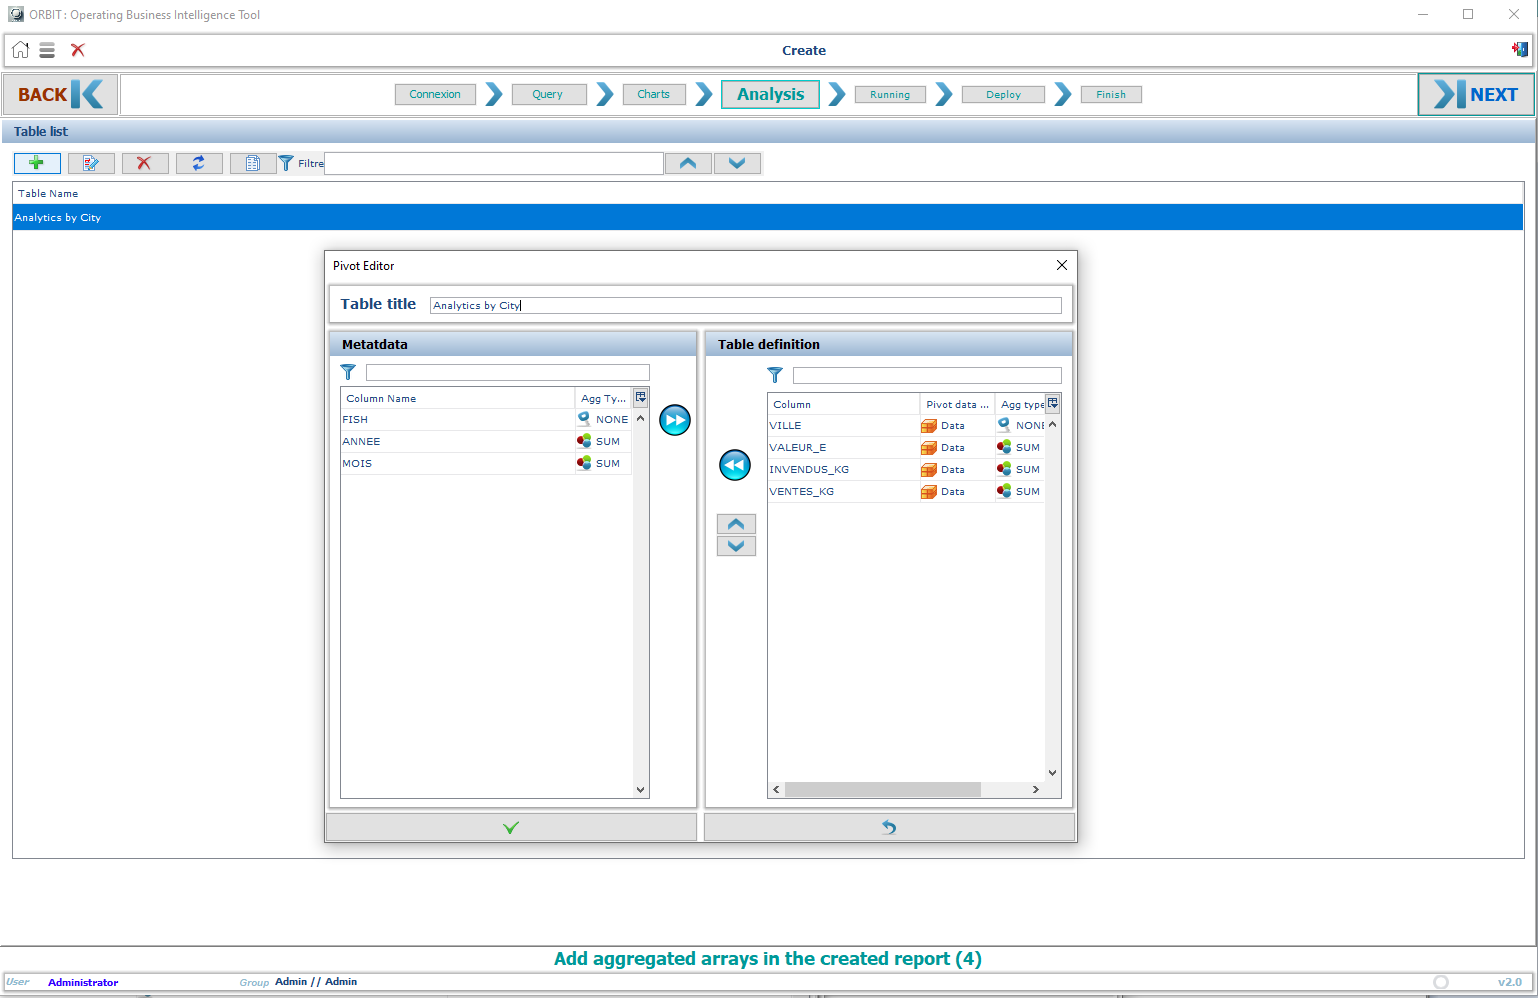 ORBIT : Operating Business Intelligence Tool
Create
BACK
Connexion
Query
Charts
Analysis
Running
Deploy
Finish
NEXT
Table list
Filtre
Table Name
Analytics by City
Pivot Editor
Table title
Analytics by City
Metatdata
Column Name
Agg Ty...
FISH
NONE
ANNEE
SUM
MOIS
SUM
Table definition
Column
Pivot data ...
Agg type
VILLE
Data
NONE
VALEUR_E
Data
SUM
INVENDUS_KG
Data
SUM
VENTES_KG
Data
SUM
Add aggregated arrays in the created report (4)
User
Administrator
Group
Admin // Admin
v2.0